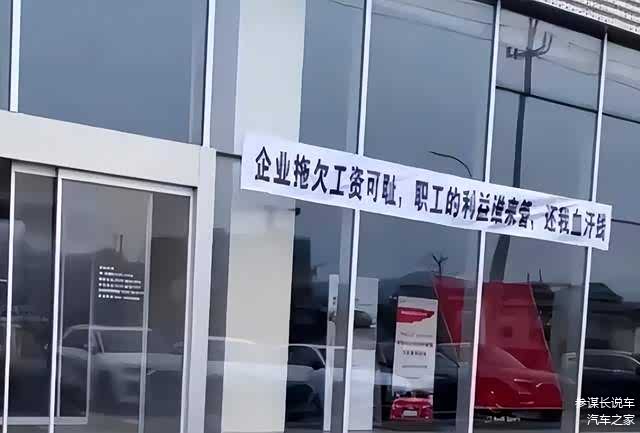 企业拖欠工资可耻，职工的利益谁来管、还我血汗钱
参谋长说车
汽车之家